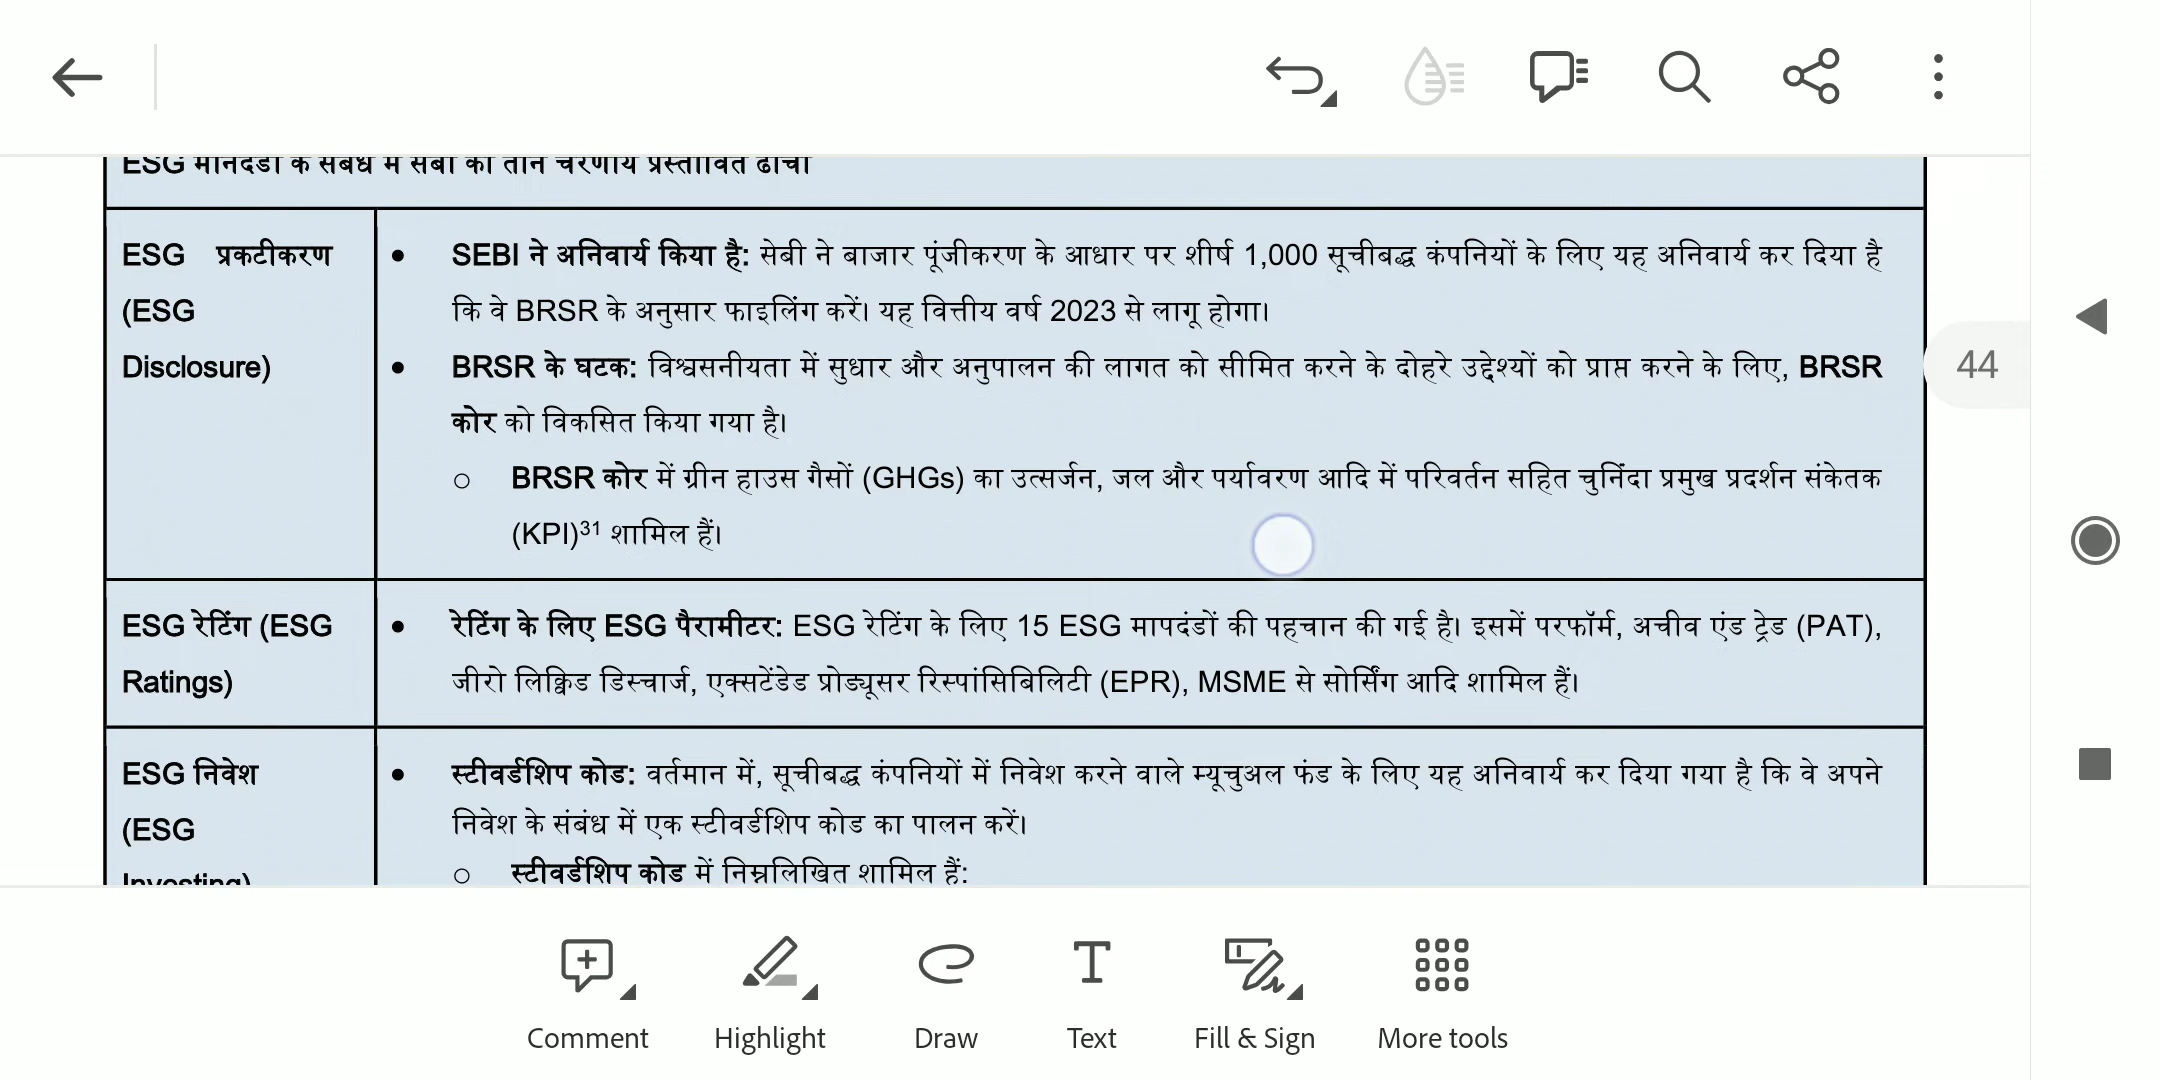 ESG मानदंडों के संबंध में सेबी का तीन चरणीय प्रस्तावित ढांचा
ESG प्रकटीकरण
(ESG
Disclosure)
• SEBI ने अनिवार्य किया है: सेबी ने बाजार पूंजीकरण के आधार पर शीर्ष 1,000 सूचीबद्ध कंपनियों के लिए यह अनिवार्य कर दिया है
कि वे BRSR के अनुसार फाइलिंग करें। यह वित्तीय वर्ष 2023 से लागू होगा।
• BRSR के घटक: विश्वसनीयता में सुधार और अनुपालन की लागत को सीमित करने के दोहरे उद्देश्यों को प्राप्त करने के लिए, BRSR
कोर को विकसित किया गया है।
○ BRSR कोर में ग्रीन हाउस गैसों (GHGs) का उत्सर्जन, जल और पर्यावरण आदि में परिवर्तन सहित चुनिंदा प्रमुख प्रदर्शन संकेतक
(KPI)³¹ शामिल हैं।
44
ESG रेटिंग (ESG
Ratings)
• रेटिंग के लिए ESG पैरामीटर: ESG रेटिंग के लिए 15 ESG मापदंडों की पहचान की गई है। इसमें परफॉर्म, अचीव एंड ट्रेड (PAT),
जीरो लिक्विड डिस्चार्ज, एक्सटेंडेड प्रोड्यूसर रिस्पांसिबिलिटी (EPR), MSME से सोर्सिंग आदि शामिल हैं।
ESG निवेश
(ESG
Investing)
• स्टीवर्डशिप कोड: वर्तमान में, सूचीबद्ध कंपनियों में निवेश करने वाले म्यूचुअल फंड के लिए यह अनिवार्य कर दिया गया है कि वे अपने
निवेश के संबंध में एक स्टीवर्डशिप कोड का पालन करें।
○ स्टीवर्डशिप कोड में निम्नलिखित शामिल हैं:
Comment
Highlight
Draw
Text
Fill & Sign
More tools